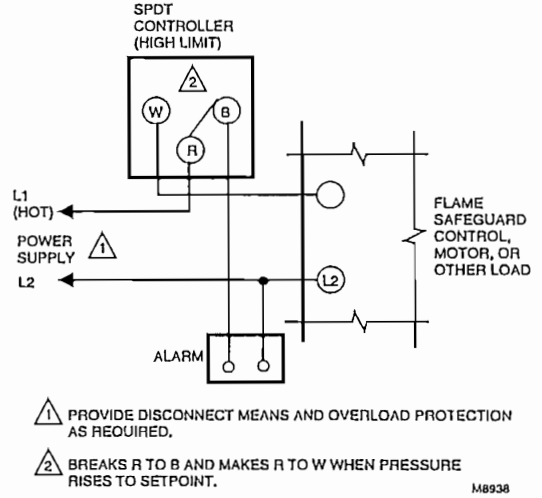 SPDT
CONTROLLER
(HIGH LIMIT)
2
W
B
R
L1
(HOT)
POWER
SUPPLY
1
L2
L2
FLAME
SAFEGUARD
CONTROL,
MOTOR, OR
OTHER LOAD
ALARM
1 PROVIDE DISCONNECT MEANS AND OVERLOAD PROTECTION
AS REQUIRED.
2 BREAKS R TO B AND MAKES R TO W WHEN PRESSURE
RISES TO SETPOINT.
M8938